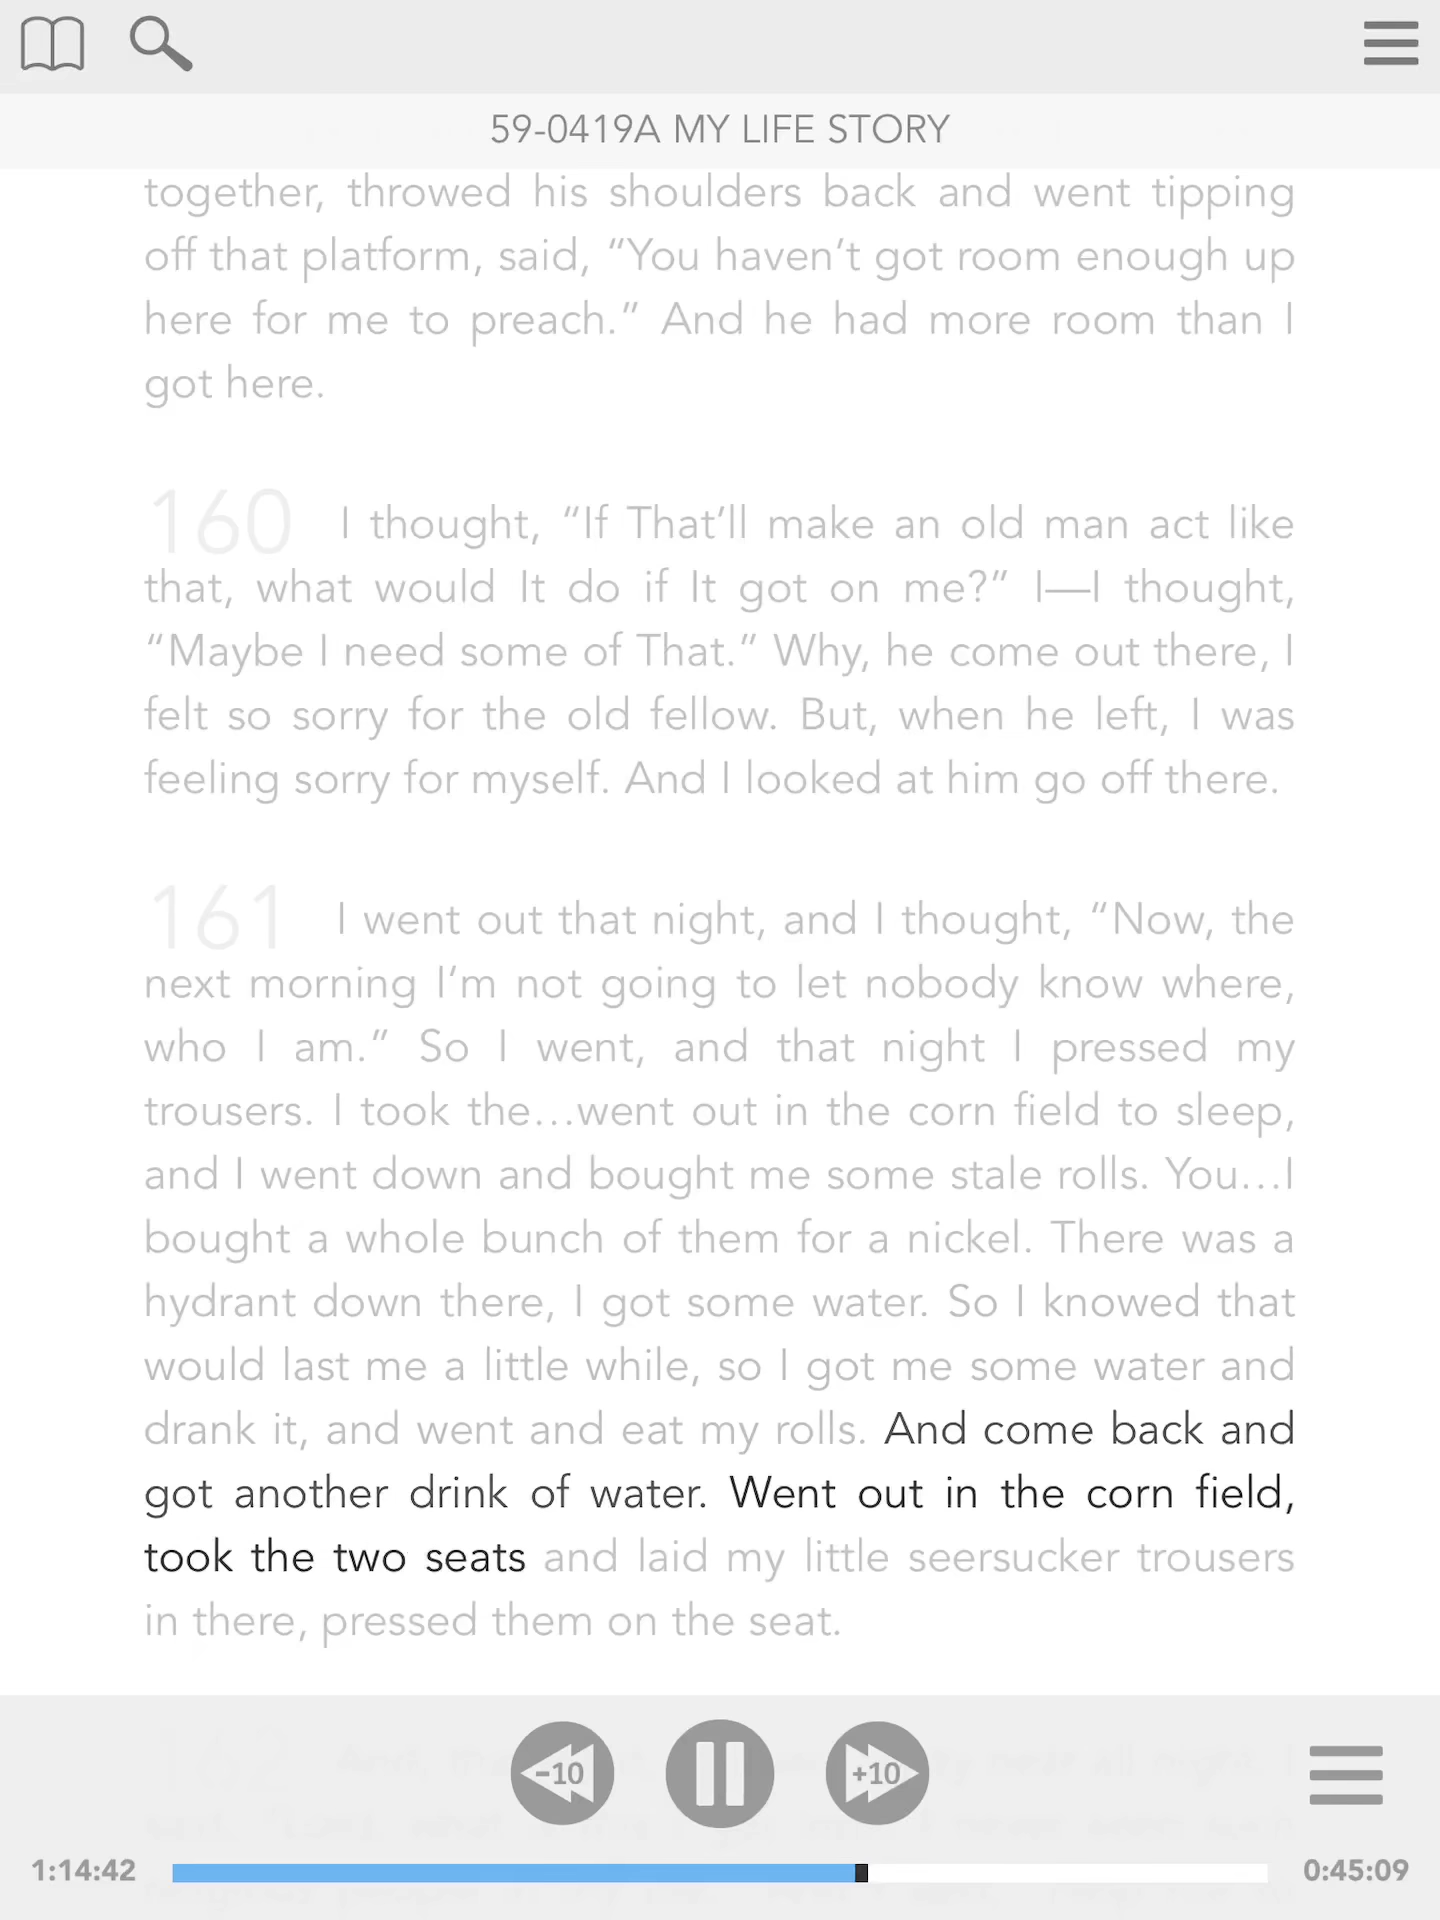 59-0419A MY LIFE STORY
together, throwed his shoulders back and went tipping
off that platform, said, “You haven’t got room enough up
here for me to preach.” And he had more room than I
got here.
160 I thought, “If That’ll make an old man act like
that, what would It do if It got on me?” I—I thought,
“Maybe I need some of That.” Why, he come out there, I
felt so sorry for the old fellow. But, when he left, I was
feeling sorry for myself. And I looked at him go off there.
161 I went out that night, and I thought, “Now, the
next morning I’m not going to let nobody know where,
who I am.” So I went, and that night I pressed my
trousers. I took the…went out in the corn field to sleep,
and I went down and bought me some stale rolls. You…I
bought a whole bunch of them for a nickel. There was a
hydrant down there, I got some water. So I knowed that
would last me a little while, so I got me some water and
drank it, and went and eat my rolls. And come back and
got another drink of water. Went out in the corn field,
took the two seats and laid my little seersucker trousers
in there, pressed them on the seat.
-10 +10
1:14:42 0:45:09